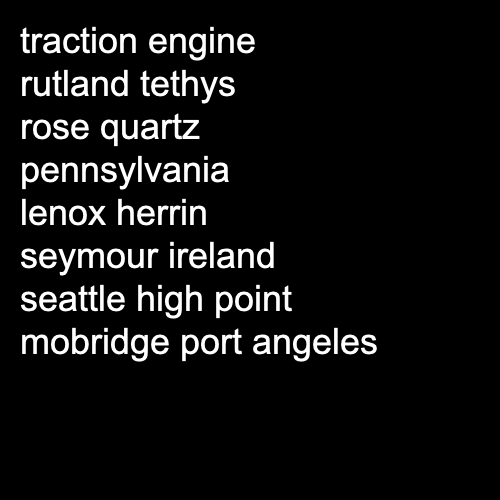 traction engine
rutland tethys
rose quartz
pennsylvania
lenox herrin
seymour ireland
seattle high point
mobridge port angeles